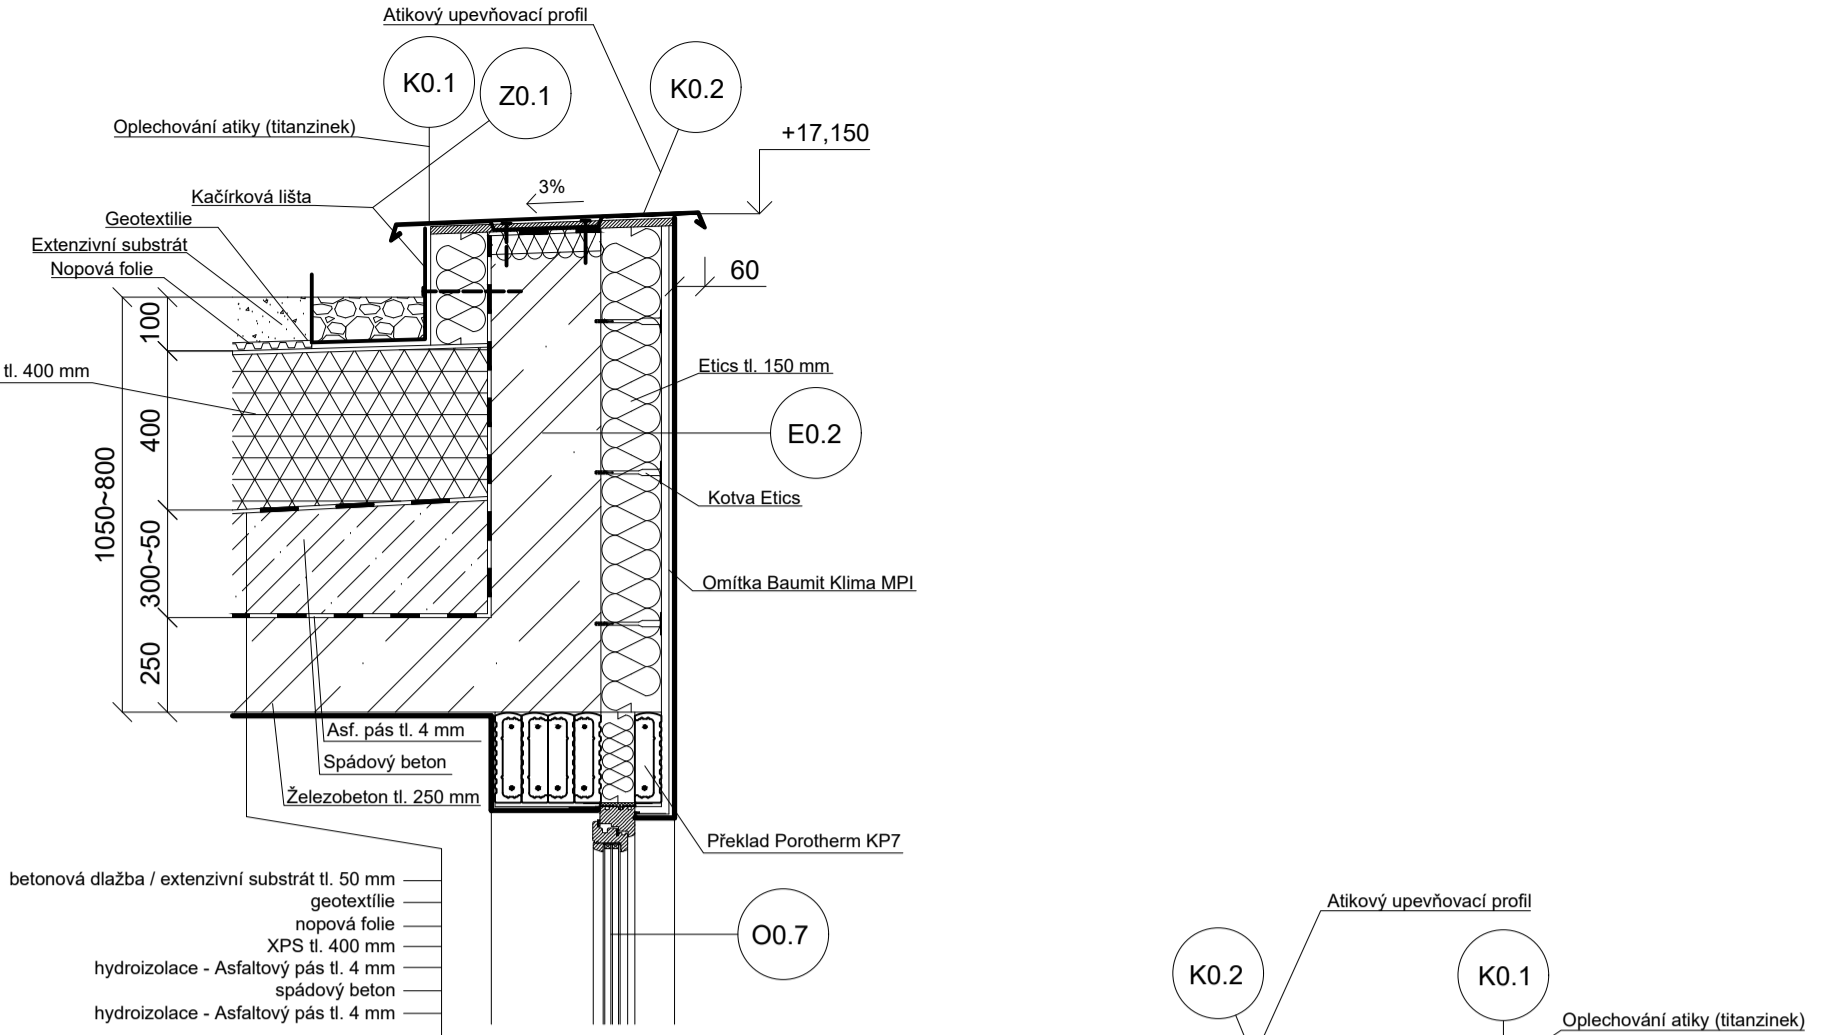 Atikový upevňovací profil
K0.1
Z0.1
K0.2
Oplechování atiky (titanzinek)
+17,150
3%
Kačírková lišta
Geotextilie
Extenzivní substrát
Nopová folie
60
100
tl. 400 mm
Etics tl. 150 mm
400
E0.2
1050~800
Kotva Etics
300~50
Omítka Baumit Klima MPI
250
Asf. pás tl. 4 mm
Spádový beton
Železobeton tl. 250 mm
Překlad Porotherm KP7
betonová dlažba / extenzivní substrát tl. 50 mm
geotextílie
nopová folie
XPS tl. 400 mm
hydroizolace - Asfaltový pás tl. 4 mm
spádový beton
hydroizolace - Asfaltový pás tl. 4 mm
O0.7
Atikový upevňovací profil
K0.2
K0.1
Oplechování atiky (titanzinek)